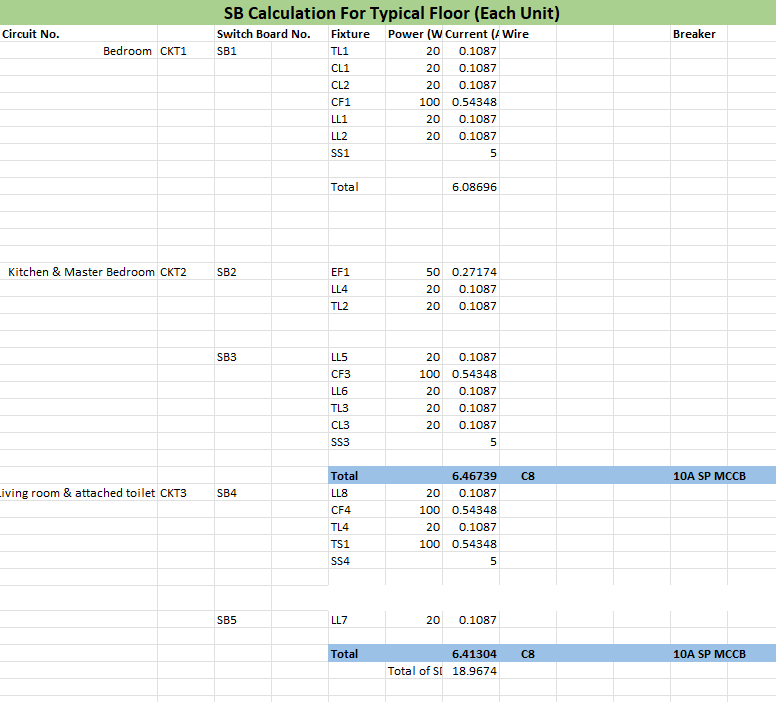 SB Calculation For Typical Floor (Each Unit)
Circuit No. Switch Board No. Fixture Power (W Current (A Wire Breaker
Bedroom CKT1 SB1 TL1 20 0.1087
CL1 20 0.1087
CL2 20 0.1087
CF1 100 0.54348
LL1 20 0.1087
LL2 20 0.1087
SS1 5
Total 6.08696
Kitchen & Master Bedroom CKT2 SB2 EF1 50 0.27174
LL4 20 0.1087
TL2 20 0.1087
SB3 LL5 20 0.1087
CF3 100 0.54348
LL6 20 0.1087
TL3 20 0.1087
CL3 20 0.1087
SS3 5
Total 6.46739 C8 10A SP MCCB
iving room & attached toilet CKT3 SB4 LL8 20 0.1087
CF4 100 0.54348
TL4 20 0.1087
TS1 100 0.54348
SS4 5
SB5 LL7 20 0.1087
Total 6.41304 C8 10A SP MCCB
Total of 18.9674